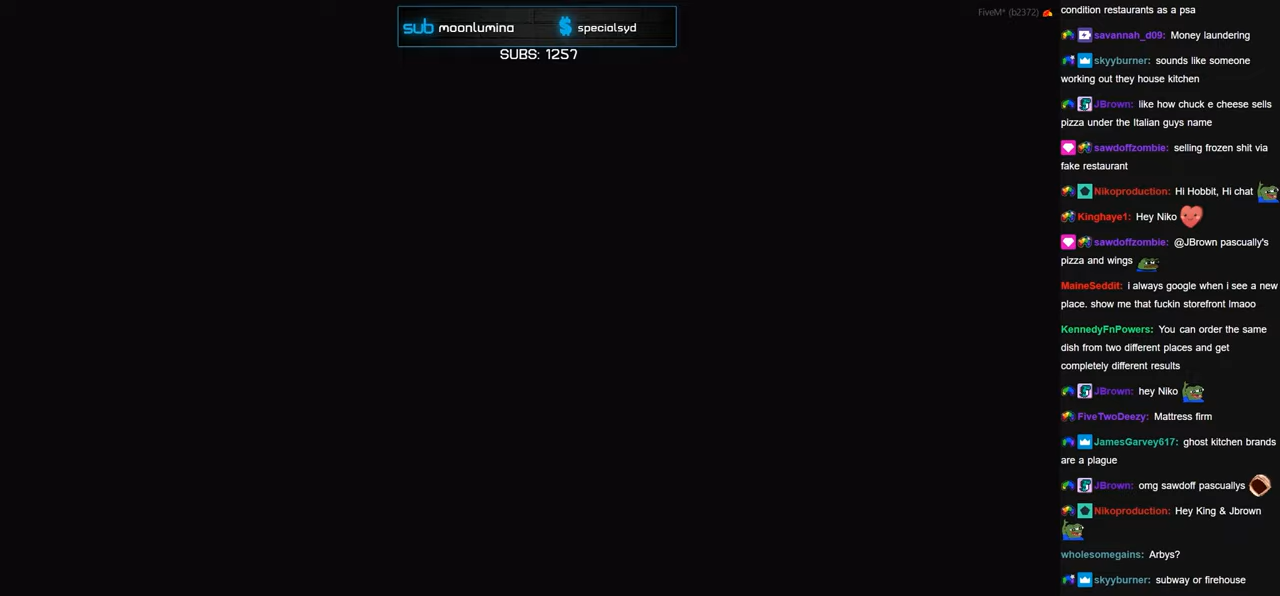 sub moonlumina $ specialsyd
SUBS: 1257
FiveM* (b2372)
condition restaurants as a psa
savannah_d09: Money laundering
skyyburner: sounds like someone
working out they house kitchen
JBrown: like how chuck e cheese sells
pizza under the Italian guys name
sawdoffzombie: selling frozen shit via
fake restaurant
Nikoproduction: Hi Hobbit, Hi chat
Kinghaye1: Hey Niko
sawdoffzombie: @JBrown pascually's
pizza and wings
MaineSeddit: i always google when i see a new
place. show me that fuckin storefront lmaoo
KennedyFnPowers: You can order the same
dish from two different places and get
completely different results
JBrown: hey Niko
FiveTwoDeezy: Mattress firm
JamesGarvey617: ghost kitchen brands
are a plague
JBrown: omg sawdoff pascuallys
Nikoproduction: Hey King & Jbrown
wholesomegains: Arbys?
skyyburner: subway or firehouse